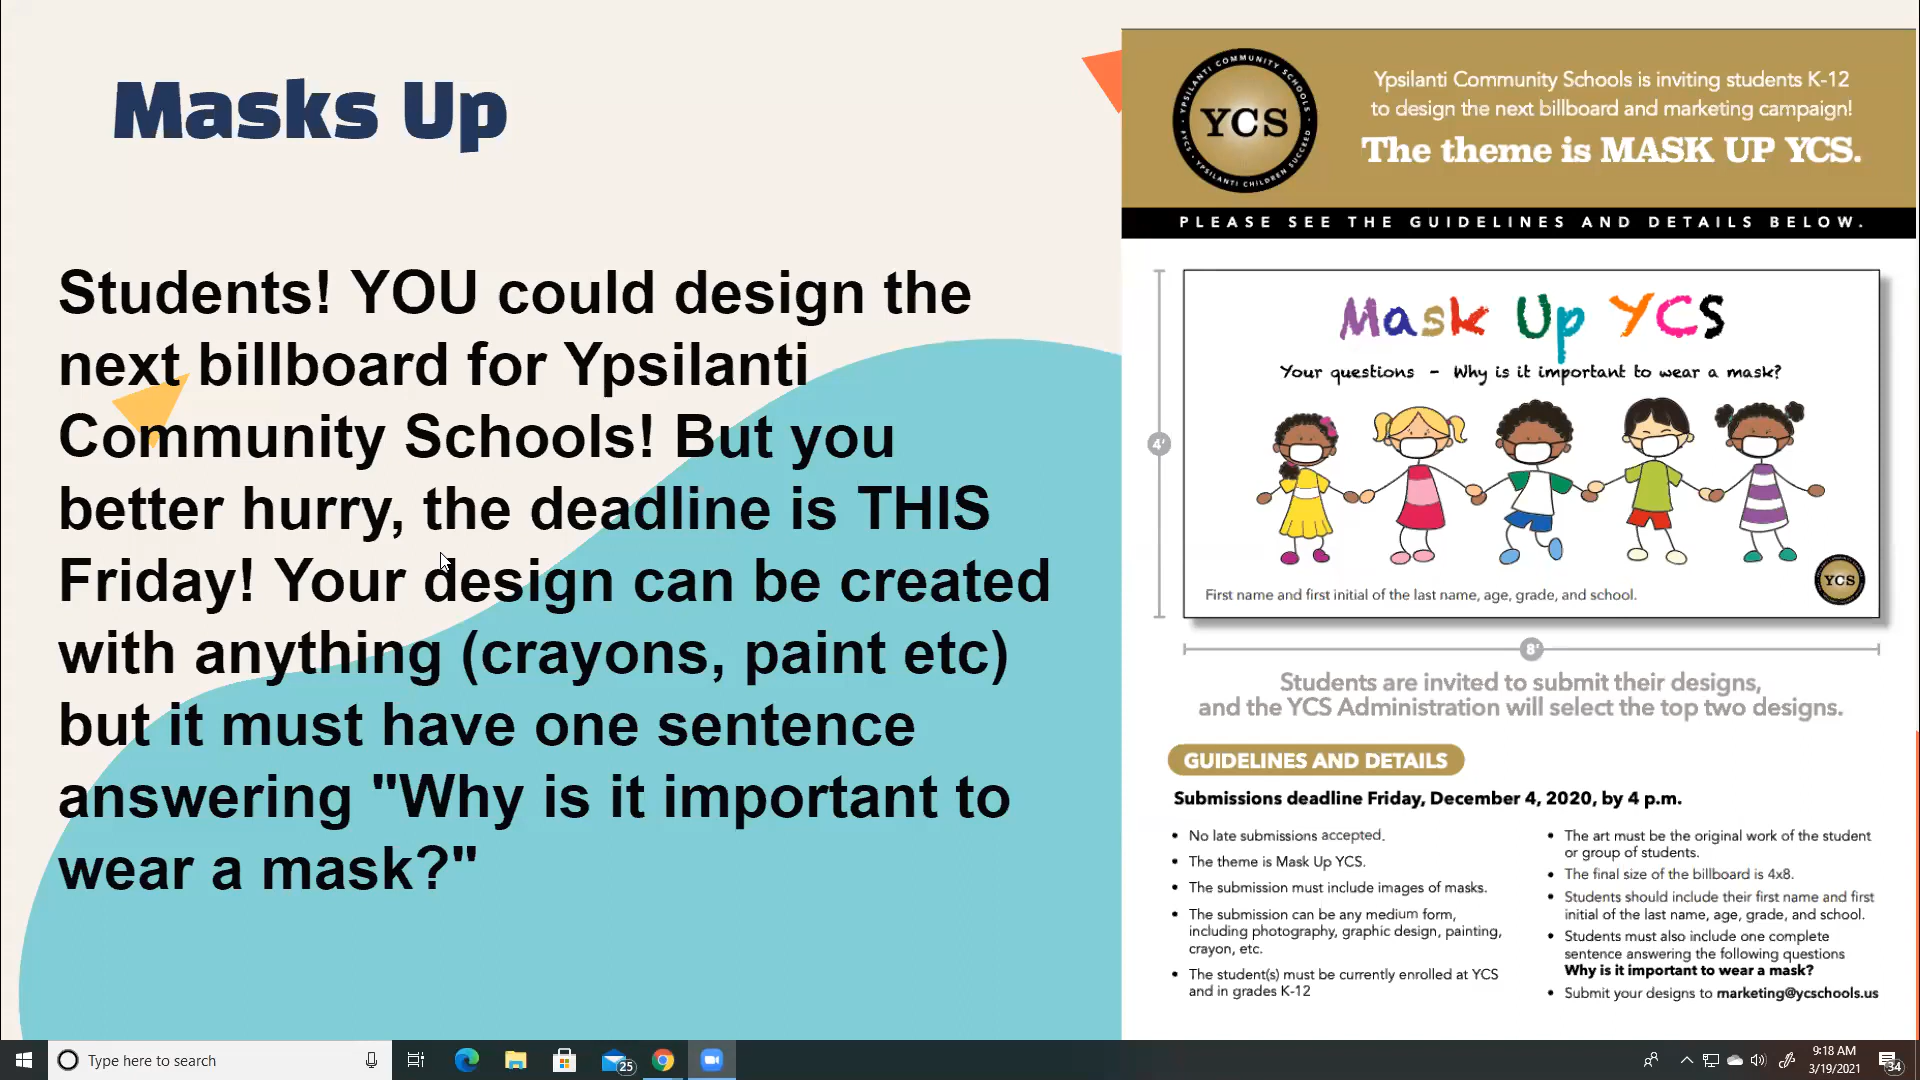 Masks Up
Students! YOU could design the
next billboard for Ypsilanti
Community Schools! But you
better hurry, the deadline is THIS
Friday! Your design can be created
with anything (crayons, paint etc)
but it must have one sentence
answering "Why is it important to
wear a mask?"
YPSILANTI COMMUNITY SCHOOLS
YCS
#YCS • YPSILANTI CHILDREN SUCCEED
Ypsilanti Community Schools is inviting students K-12
to design the next billboard and marketing campaign!
The theme is MASK UP YCS.
PLEASE SEE THE GUIDELINES AND DETAILS BELOW.
Mask Up YCS
Your questions - Why is it important to wear a mask?
4'
YCS
First name and first initial of the last name, age, grade, and school.
8'
Students are invited to submit their designs,
and the YCS Administration will select the top two designs.
GUIDELINES AND DETAILS
Submissions deadline Friday, December 4, 2020, by 4 p.m.
• No late submissions accepted.
• The theme is Mask Up YCS.
• The submission must include images of masks.
• The submission can be any medium form,
including photography, graphic design, painting,
crayon, etc.
• The student(s) must be currently enrolled at YCS
and in grades K-12
• The art must be the original work of the student
or group of students.
• The final size of the billboard is 4x8.
• Students should include their first name and first
initial of the last name, age, grade, and school.
• Students must also include one complete
sentence answering the following questions
Why is it important to wear a mask?
• Submit your designs to marketing@ycschools.us
Type here to search
25
9:18 AM
3/19/2021
34